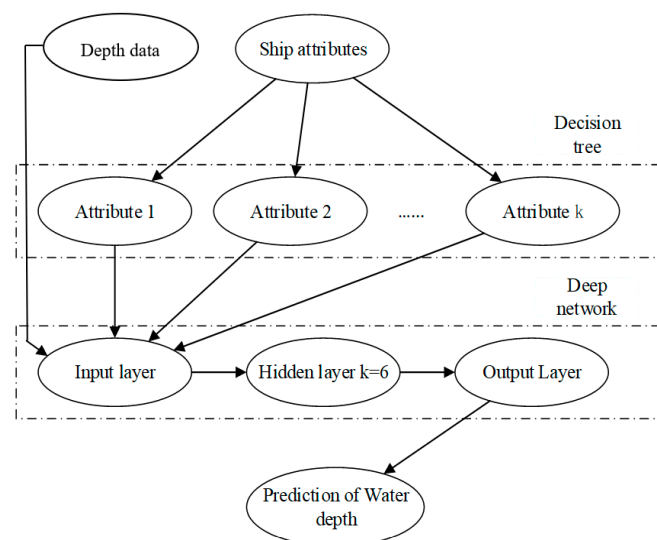 Depth data
Ship attributes
Decision
tree
Attribute 1
Attribute 2
......
Attribute k
Deep
network
Input layer
Hidden layer k=6
Output Layer
Prediction of Water
depth